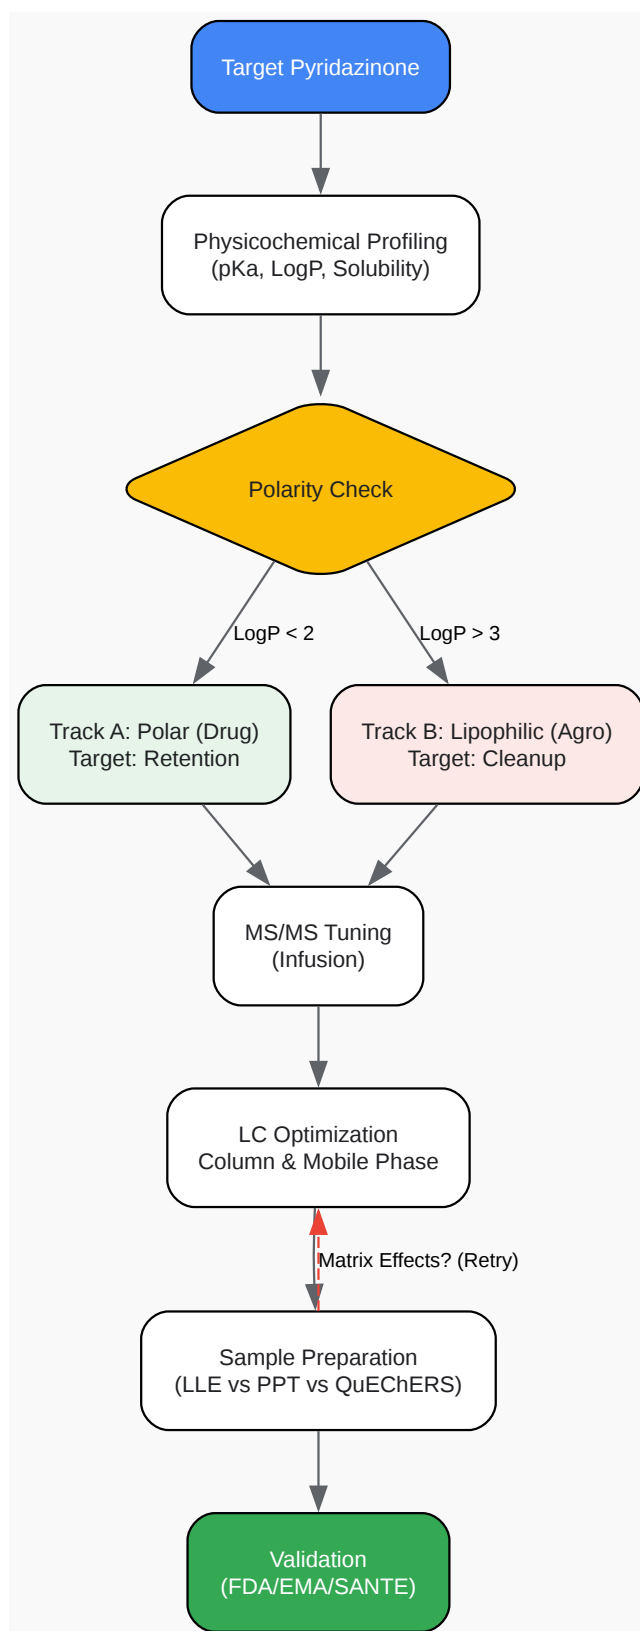 Target Pyridazinone
Physicochemical Profiling
(pKa, LogP, Solubility)
Polarity Check
LogP < 2
LogP > 3
Track A: Polar (Drug)
Target: Retention
Track B: Lipophilic (Agro)
Target: Cleanup
MS/MS Tuning
(Infusion)
LC Optimization
Column & Mobile Phase
Matrix Effects? (Retry)
Sample Preparation
(LLE vs PPT vs QuEChERS)
Validation
(FDA/EMA/SANTE)